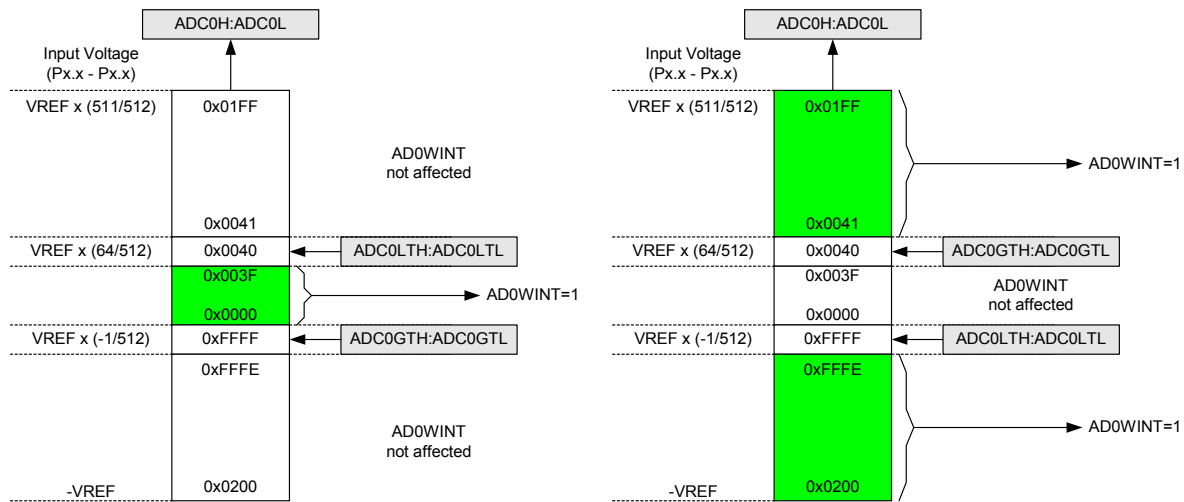 ADC0H:ADC0L
Input Voltage
(Px.x - Px.x)
VREF x (511/512)
0x01FF
AD0WINT
not affected
0x0041
VREF x (64/512)
0x0040
ADC0LTH:ADC0LTL
0x003F
AD0WINT=1
0x0000
VREF x (-1/512)
0xFFFF
ADC0GTH:ADC0GTL
0xFFFE
AD0WINT
not affected
-VREF
0x0200
ADC0H:ADC0L
Input Voltage
(Px.x - Px.x)
VREF x (511/512)
0x01FF
AD0WINT=1
0x0041
VREF x (64/512)
0x0040
ADC0GTH:ADC0GTL
0x003F
AD0WINT
not affected
0x0000
VREF x (-1/512)
0xFFFF
ADC0LTH:ADC0LTL
0xFFFE
AD0WINT=1
-VREF
0x0200